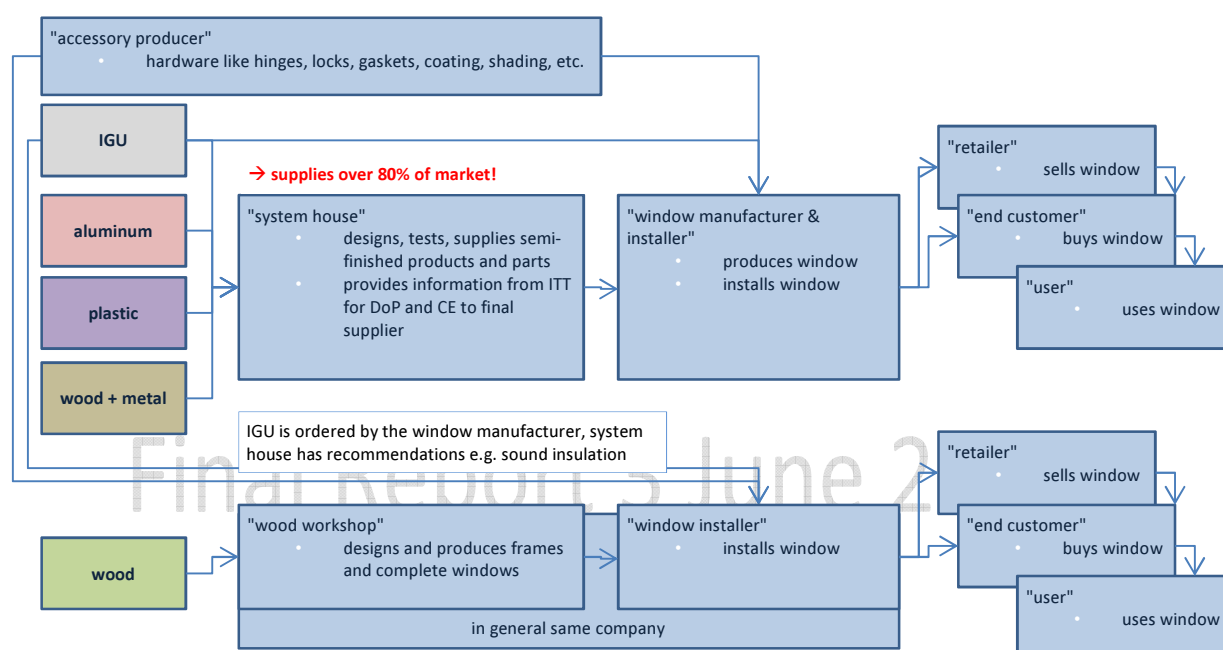 "accessory producer"
• hardware like hinges, locks, gaskets, coating, shading, etc.
IGU
aluminum
plastic
wood + metal
→ supplies over 80% of market!
"system house"
• designs, tests, supplies semi-
finished products and parts
• provides information from ITT
for DoP and CE to final
supplier
"window manufacturer &
installer"
• produces window
• installs window
"retailer"
• sells window
"end customer"
• buys window
"user"
• uses window
IGU is ordered by the window manufacturer, system
house has recommendations e.g. sound insulation
Final Report 5 June 2
wood
"wood workshop"
• designs and produces frames
and complete windows
"window installer"
• installs window
in general same company
"retailer"
• sells window
"end customer"
• buys window
"user"
• uses window